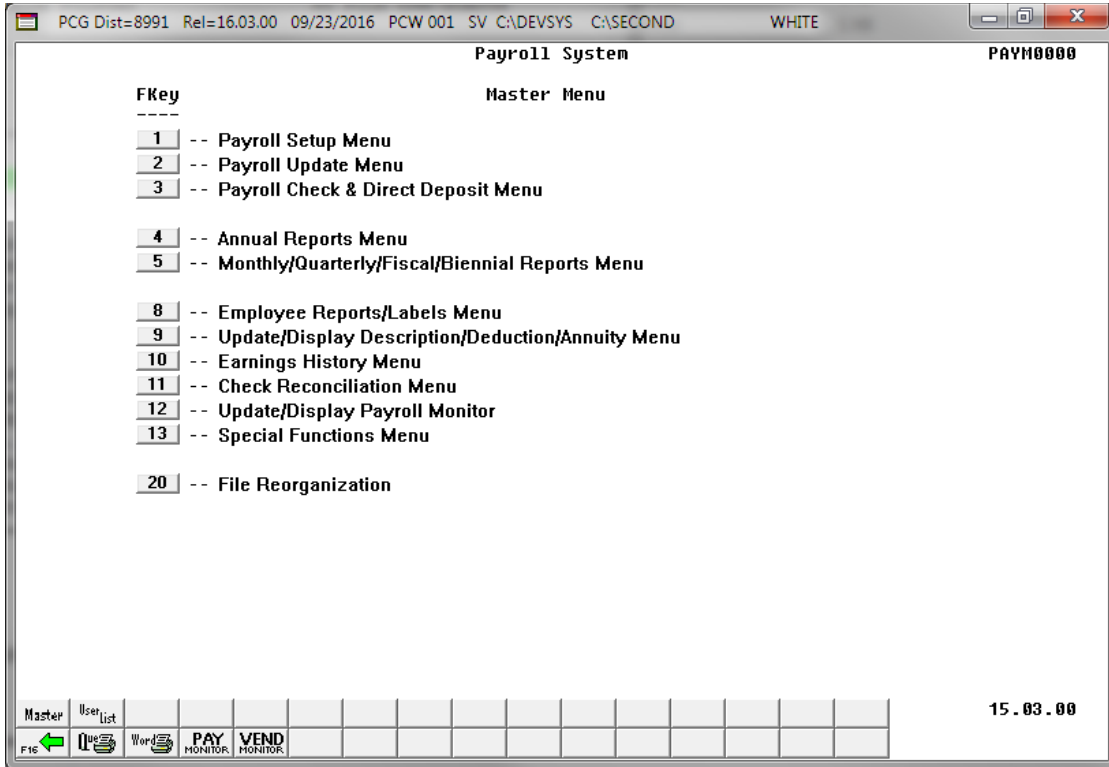 PCG Dist=8991 Rel=16.03.00 09/23/2016 PCW 001 SV C:\DEVSYS C:\SECOND WHITE
Payroll System PAYM0000
FKey Master Menu
----
1 -- Payroll Setup Menu
2 -- Payroll Update Menu
3 -- Payroll Check & Direct Deposit Menu
4 -- Annual Reports Menu
5 -- Monthly/Quarterly/Fiscal/Biennial Reports Menu
8 -- Employee Reports/Labels Menu
9 -- Update/Display Description/Deduction/Annuity Menu
10 -- Earnings History Menu
11 -- Check Reconciliation Menu
12 -- Update/Display Payroll Monitor
13 -- Special Functions Menu
20 -- File Reorganization
Master User List 15.03.00
F16 Que Word PAY MONITOR VEND MONITOR